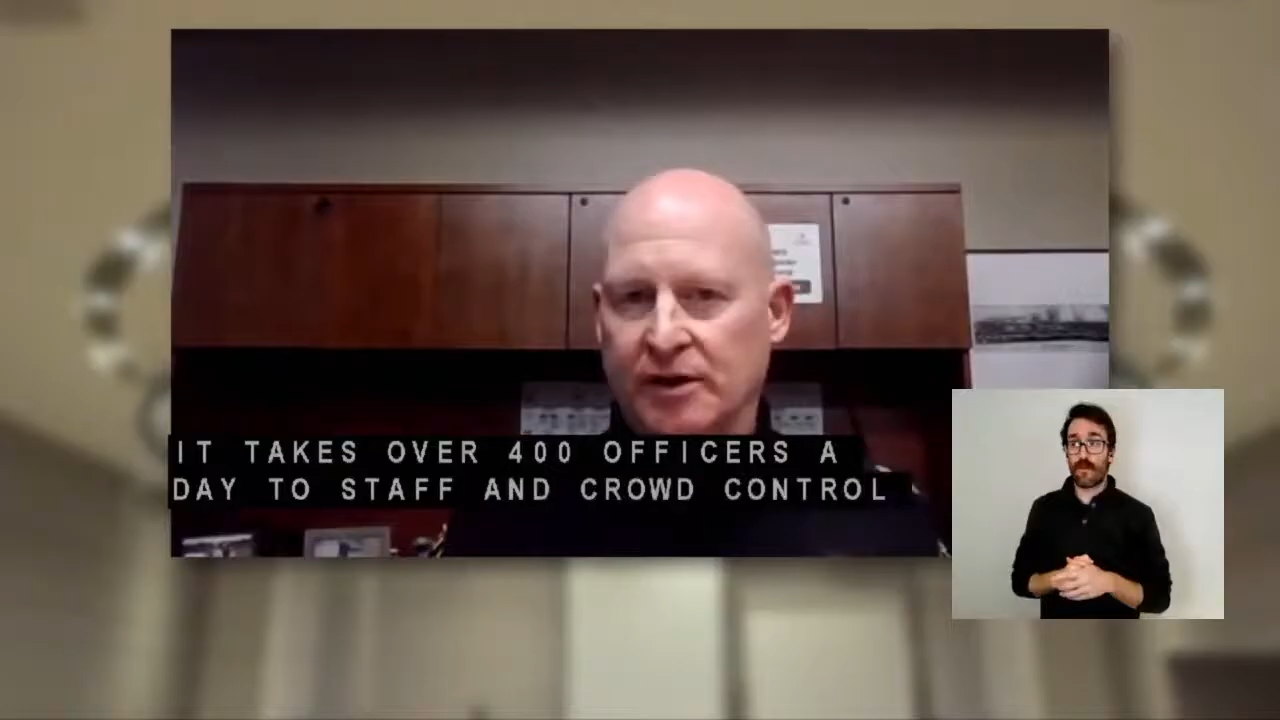 IT TAKES OVER 400 OFFICERS A
DAY TO STAFF AND CROWD CONTROL